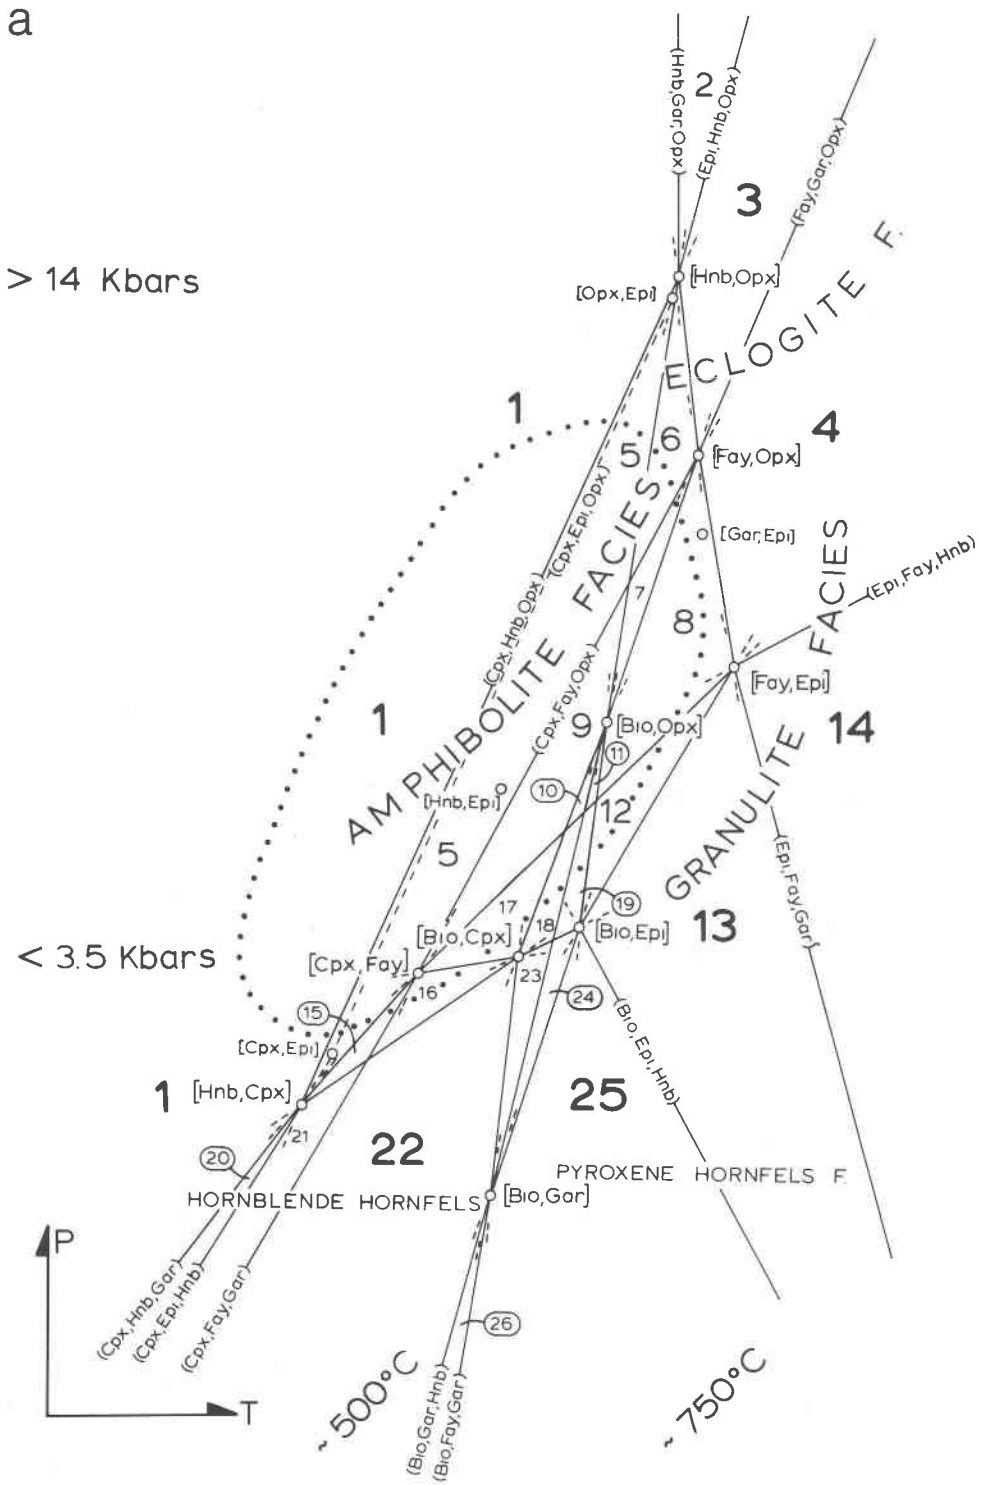 a
(Hnb,Gar,Opx)
2
(Epi,Hnb,Opx)
(Fay,Gar,Opx)
3
> 14 Kbars
[Hnb,Opx]
[Opx,Epi]
ECLOGITE F.
1
5
6
4
[Fay,Opx]
(Cpx,Epi,Opx)
[Gar,Epi]
(Epi,Fay,Hnb)
(Cpx,Hnb,Opx)
7
8
AMPHIBOLITE FACIES
(Cpx,Fay,Opx)
[Fay,Epi]
1
9
[Bio,Opx]
14
11
10
[Hnb,Epi]
12
GRANULITE FACIES
5
(Epi,Fay,Gar)
17
18
19
[Bio,Cpx]
[Bio,Epi]
13
< 3.5 Kbars
[Cpx,Fay]
23
16
24
15
(Bio,Epi,Hnb)
[Cpx,Epi]
1
[Hnb,Cpx]
25
21
22
20
PYROXENE HORNFELS F.
HORNBLENDE HORNFELS
[Bio,Gar]
P
(Cpx,Hnb,Gar)
(Cpx,Epi,Hnb)
(Cpx,Fay,Gar)
26
T
~ 500°C
~ 750°C
(Bio,Gar,Hnb)
(Bio,Fay,Gar)